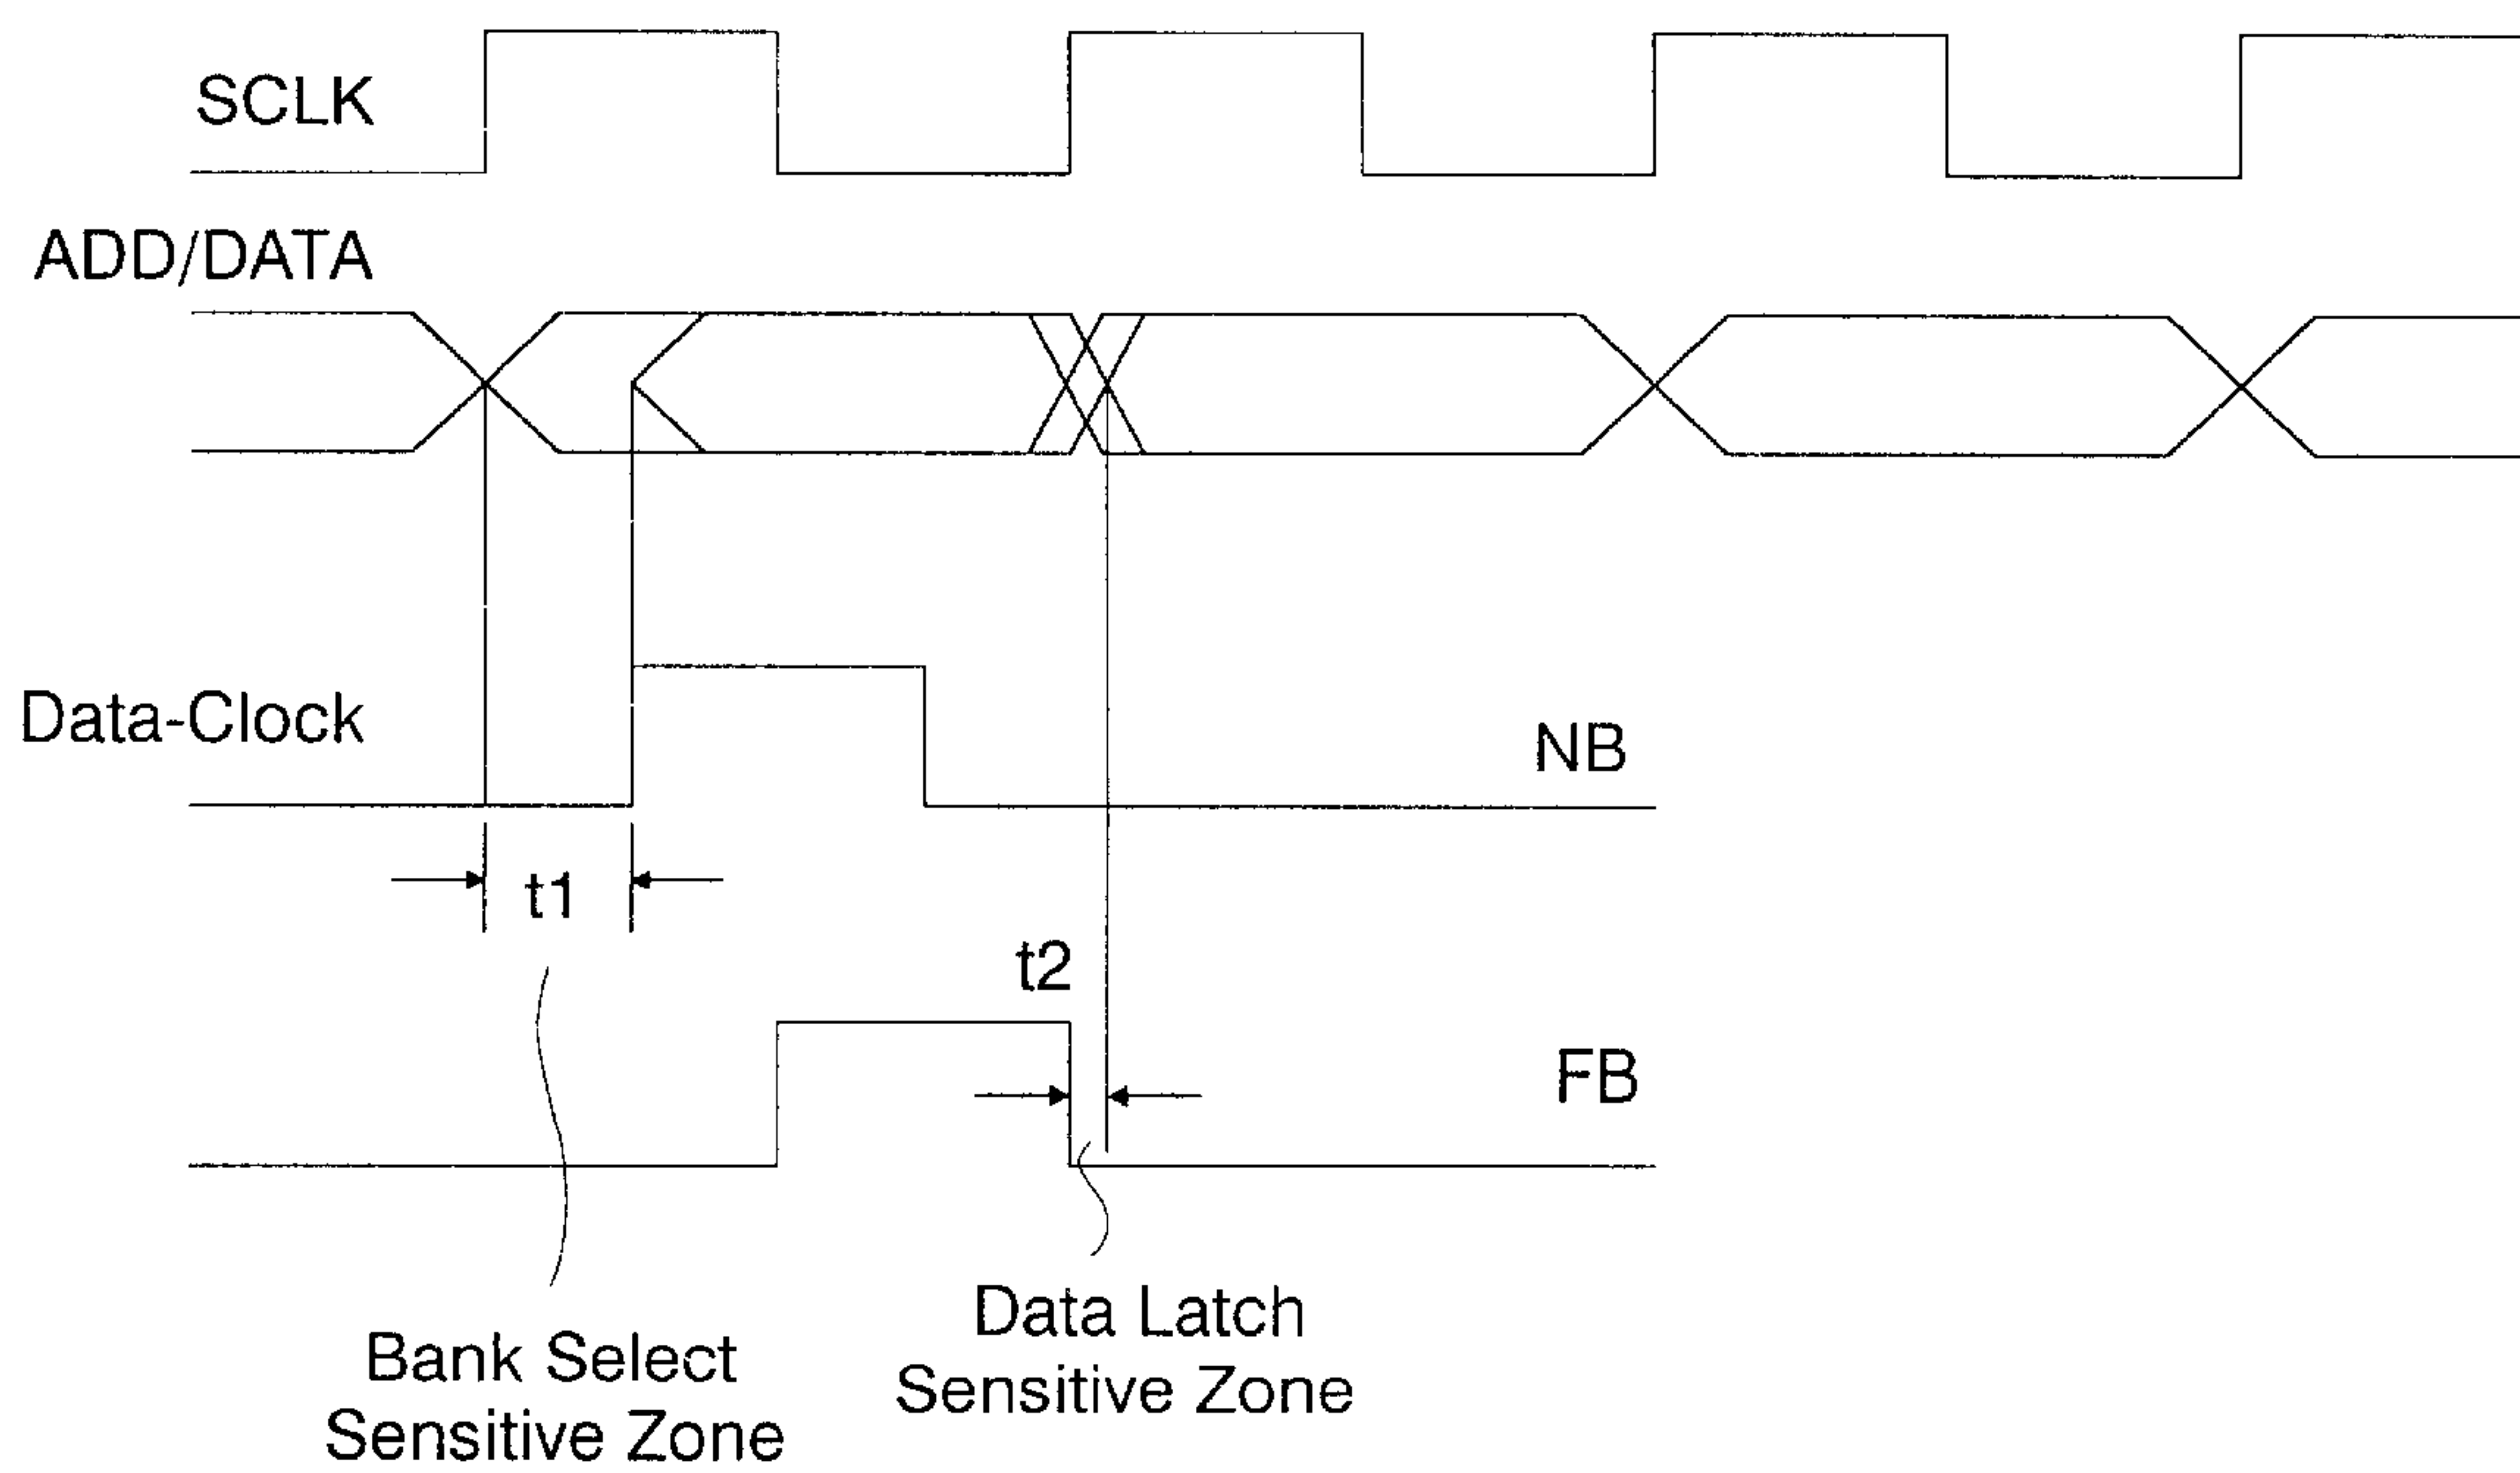 SCLK
ADD/DATA
Data-Clock
NB
t1
t2
FB
Data Latch
Sensitive Zone
Bank Select
Sensitive Zone